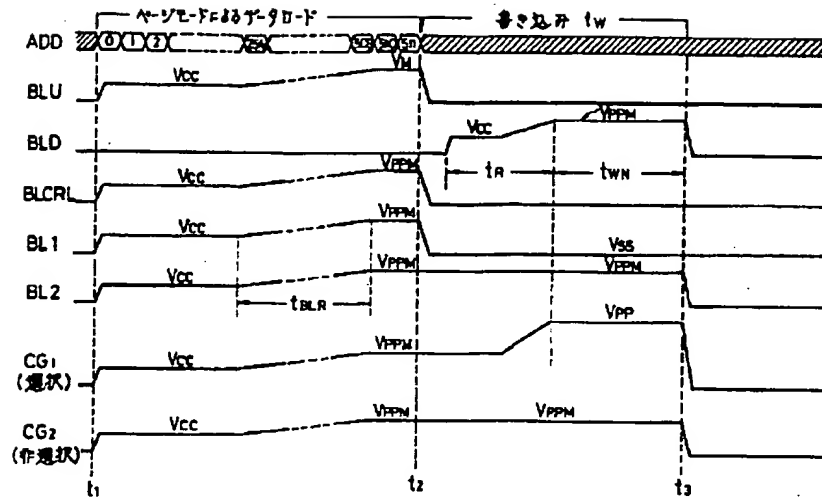 ページモードによるデータロード 書き込み tw
ADD 0 1 2 256 Sn
BLU VCC VM
BLD VCC VPPM
tR tWN
BLCRL VCC VPPM
BL1 VCC VPPM VSS
BL2 VCC VPPM VPPM
tBLR
CG1 VCC VPPM VPP
(選択)
CG2 VCC VPPM VPPM
(非選択)
t1 t2 t3